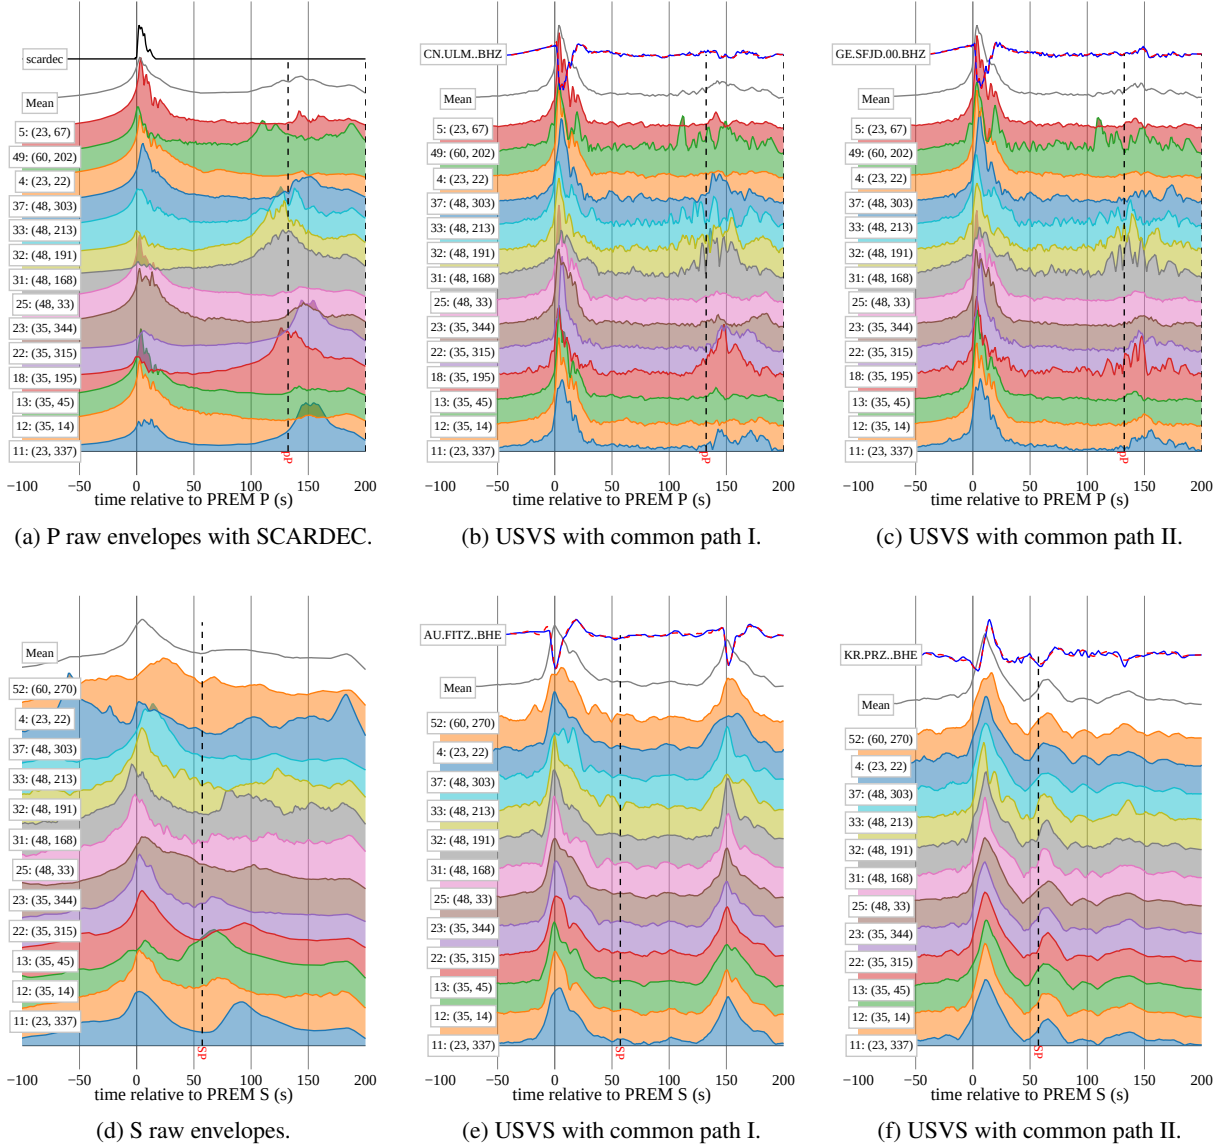 scardec
Mean
5: (23, 67)
49: (60, 202)
4: (23, 22)
37: (48, 303)
33: (48, 213)
32: (48, 191)
31: (48, 168)
25: (48, 33)
23: (35, 344)
22: (35, 315)
18: (35, 195)
13: (35, 45)
12: (35, 14)
11: (23, 337)
pP
−100 −50 0 50 100 150 200
time relative to PREM P (s)
(a) P raw envelopes with SCARDEC.
CN.ULM..BHZ
Mean
5: (23, 67)
49: (60, 202)
4: (23, 22)
37: (48, 303)
33: (48, 213)
32: (48, 191)
31: (48, 168)
25: (48, 33)
23: (35, 344)
22: (35, 315)
18: (35, 195)
13: (35, 45)
12: (35, 14)
11: (23, 337)
pP
−100 −50 0 50 100 150 200
time relative to PREM P (s)
(b) USVS with common path I.
GE.SFJD.00.BHZ
Mean
5: (23, 67)
49: (60, 202)
4: (23, 22)
37: (48, 303)
33: (48, 213)
32: (48, 191)
31: (48, 168)
25: (48, 33)
23: (35, 344)
22: (35, 315)
18: (35, 195)
13: (35, 45)
12: (35, 14)
11: (23, 337)
pP
−100 −50 0 50 100 150 200
time relative to PREM P (s)
(c) USVS with common path II.
Mean
52: (60, 270)
4: (23, 22)
37: (48, 303)
33: (48, 213)
32: (48, 191)
31: (48, 168)
25: (48, 33)
23: (35, 344)
22: (35, 315)
13: (35, 45)
12: (35, 14)
11: (23, 337)
SP
−100 −50 0 50 100 150 200
time relative to PREM S (s)
(d) S raw envelopes.
AU.FITZ..BHE
Mean
52: (60, 270)
4: (23, 22)
37: (48, 303)
33: (48, 213)
32: (48, 191)
31: (48, 168)
25: (48, 33)
23: (35, 344)
22: (35, 315)
13: (35, 45)
12: (35, 14)
11: (23, 337)
SP
−100 −50 0 50 100 150 200
time relative to PREM S (s)
(e) USVS with common path I.
KR.PRZ..BHE
Mean
52: (60, 270)
4: (23, 22)
37: (48, 303)
33: (48, 213)
32: (48, 191)
31: (48, 168)
25: (48, 33)
23: (35, 344)
22: (35, 315)
13: (35, 45)
12: (35, 14)
11: (23, 337)
SP
−100 −50 0 50 100 150 200
time relative to PREM S (s)
(f) USVS with common path II.